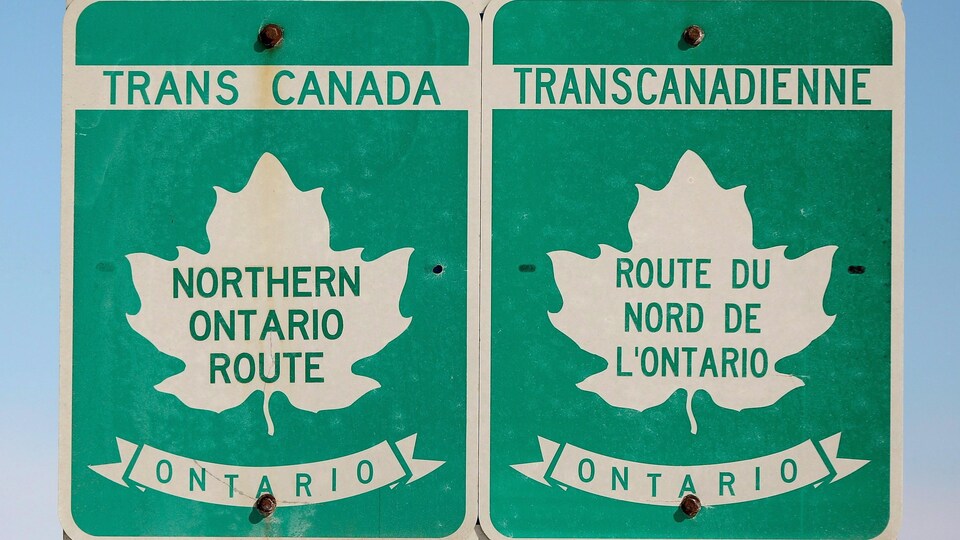 TRANS CANADA
NORTHERN
ONTARIO
ROUTE
ONTARIO
TRANSCANADIENNE
ROUTE DU
NORD DE
L'ONTARIO
ONTARIO